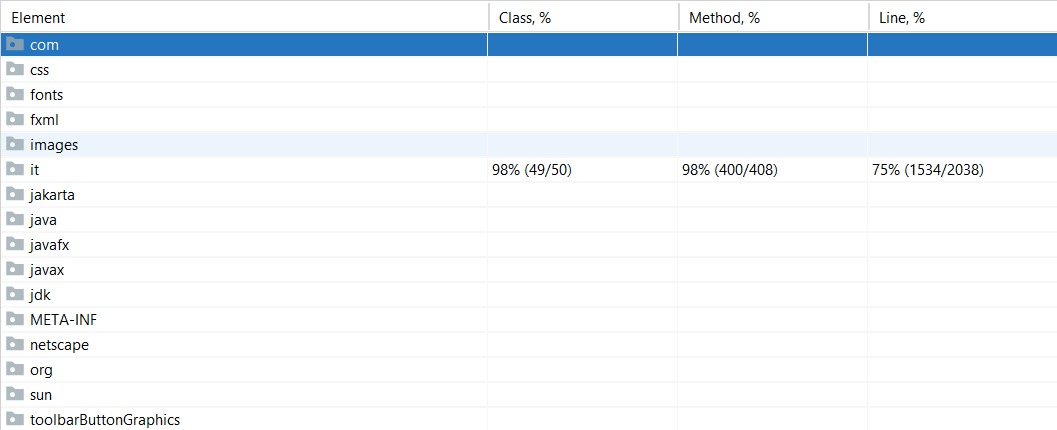 Element Class, % Method, % Line, %
com
css
fonts
fxml
images
it 98% (49/50) 98% (400/408) 75% (1534/2038)
jakarta
java
javafx
javax
jdk
META-INF
netscape
org
sun
toolbarButtonGraphics